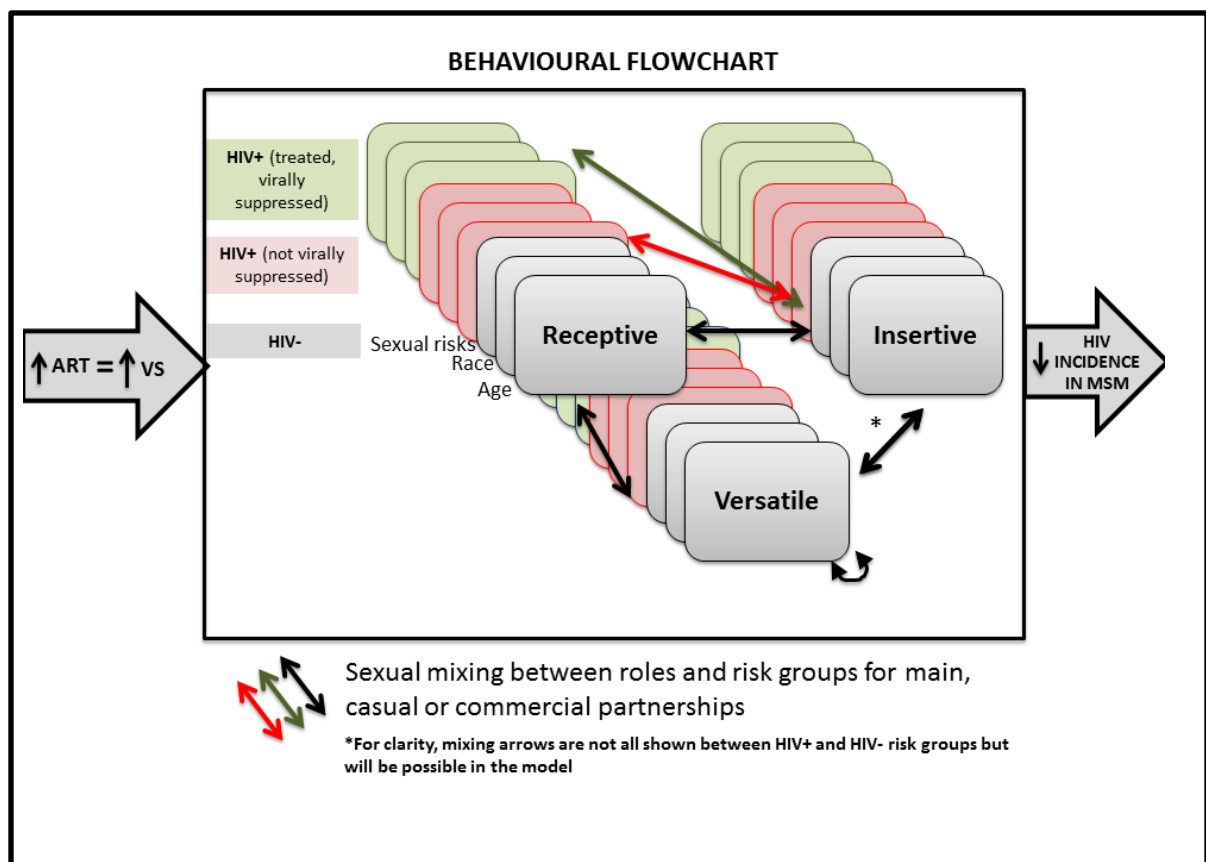 BEHAVIOURAL FLOWCHART
HIV+ (treated,
virally
suppressed)
HIV+ (not virally
suppressed)
HIV-
Sexual risks
Race
Age
Receptive
Insertive
Versatile
*
ART = VS
HIV
INCIDENCE
IN MSM
Sexual mixing between roles and risk groups for main,
casual or commercial partnerships
*For clarity, mixing arrows are not all shown between HIV+ and HIV- risk groups but
will be possible in the model